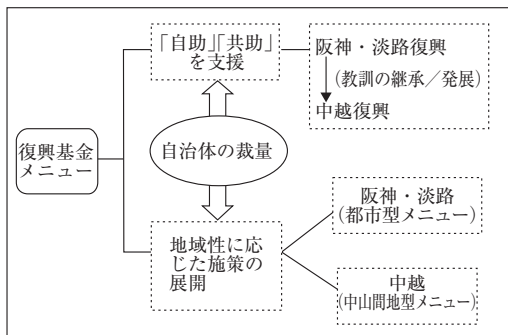 「自助」「共助」
を支援
阪神・淡路復興
(教訓の継承／発展)
中越復興
復興基金
メニュー
自治体の裁量
地域性に応
じた施策の
展開
阪神・淡路
(都市型メニュー)
中越
(中山間地型メニュー)